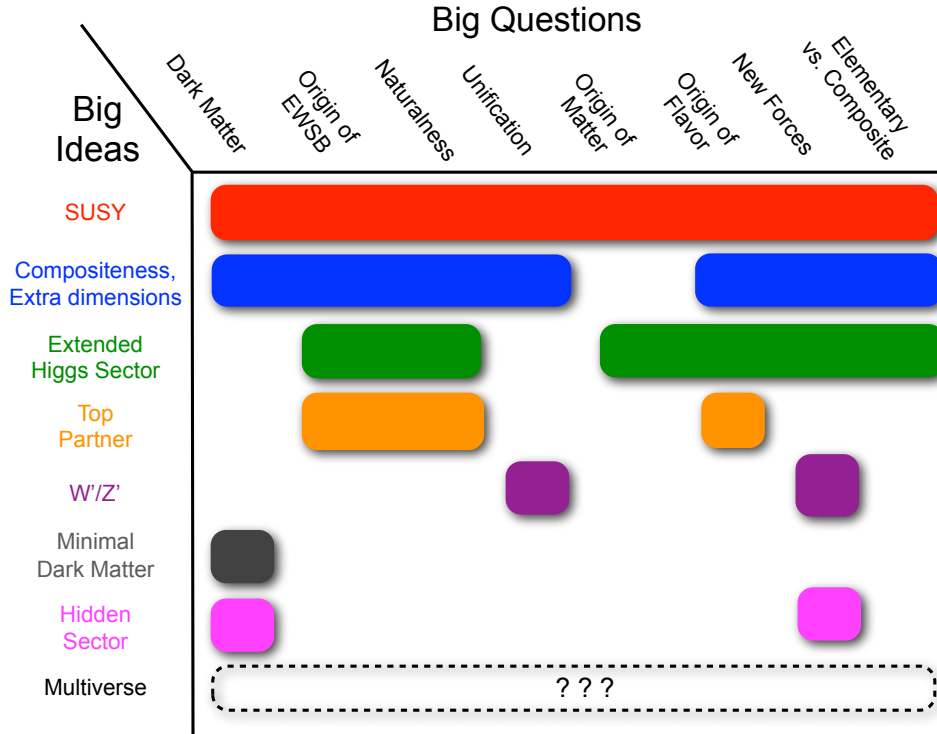 Big Questions
Big
Ideas
Dark Matter
Origin of
EWSB
Naturalness
Unification
Origin of
Matter
Origin of
Flavor
New Forces
Elementary
vs. Composite
SUSY
Compositeness,
Extra dimensions
Extended
Higgs Sector
Top
Partner
W'/Z'
Minimal
Dark Matter
Hidden
Sector
Multiverse
? ? ?